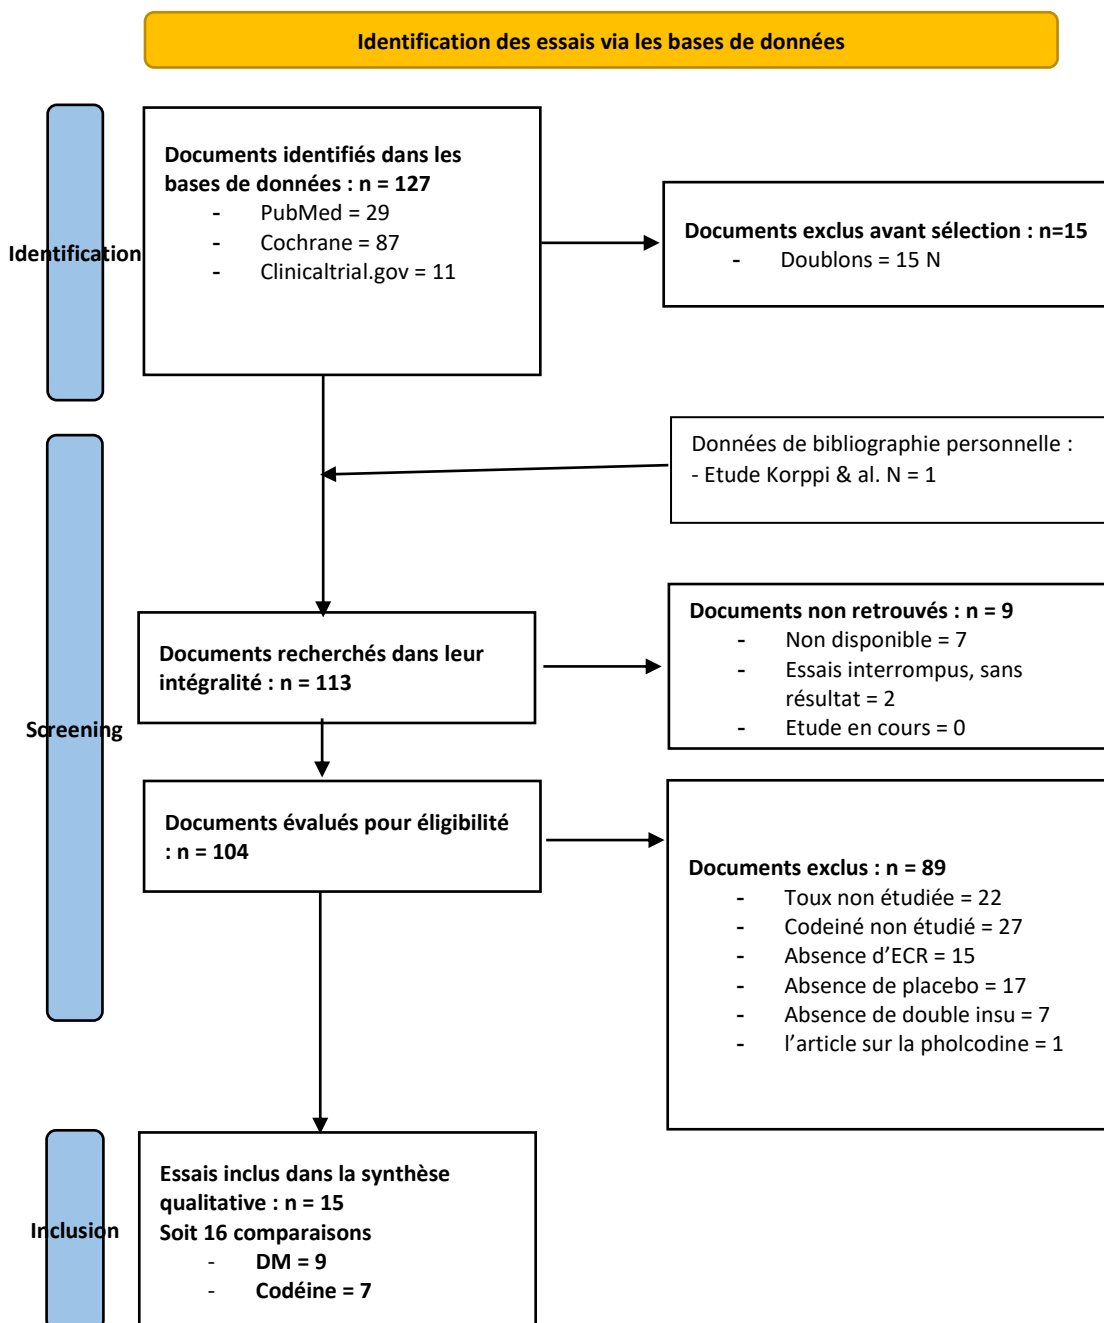 Identification des essais via les bases de données
Identification
Documents identifiés dans les
bases de données : n = 127
- PubMed = 29
- Cochrane = 87
- Clinicaltrial.gov = 11
Documents exclus avant sélection : n=15
- Doublons = 15 N
Screening
Données de bibliographie personnelle :
- Etude Korppi & al. N = 1
Documents recherchés dans leur
intégralité : n = 113
Documents non retrouvés : n = 9
- Non disponible = 7
- Essais interrompus, sans
résultat = 2
- Etude en cours = 0
Documents évalués pour éligibilité
: n = 104
Documents exclus : n = 89
- Toux non étudiée = 22
- Codeiné non étudié = 27
- Absence d’ECR = 15
- Absence de placebo = 17
- Absence de double insu = 7
- l’article sur la pholcodine = 1
Inclusion
Essais inclus dans la synthèse
qualitative : n = 15
Soit 16 comparaisons
- DM = 9
- Codéine = 7